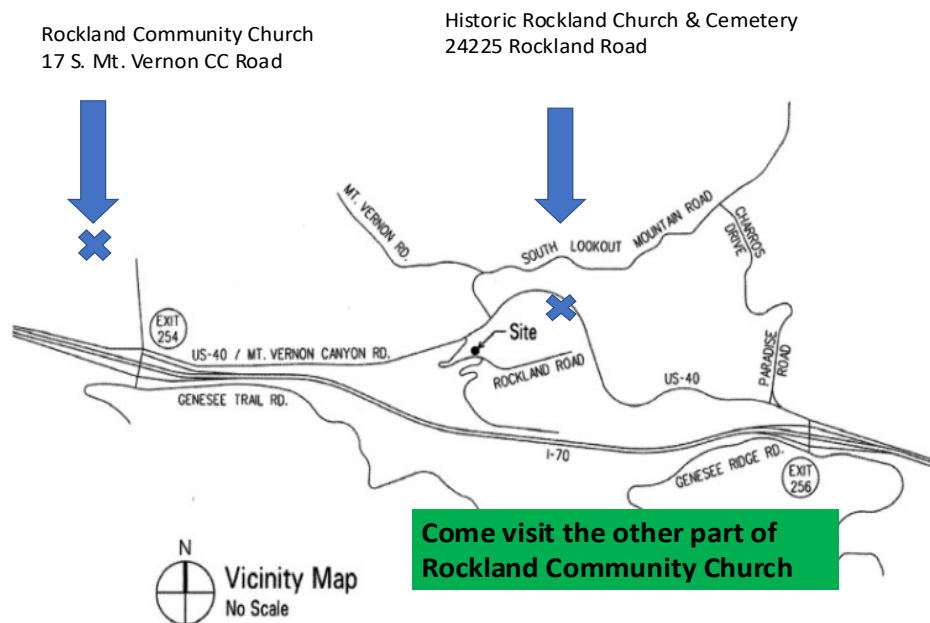 Rockland Community Church
17 S. Mt. Vernon CC Road
Historic Rockland Church & Cemetery
24225 Rockland Road
MT. VERNON RD.
SOUTH LOOKOUT MOUNTAIN ROAD
CHARROS
DRIVE
EXIT
254
Site
US-40 / MT. VERNON CANYON RD.
ROCKLAND ROAD
PARADISE
ROAD
US-40
GENESEE TRAIL RD.
I-70
GENESEE RIDGE RD.
EXIT
256
Come visit the other part of
Rockland Community Church
N
Vicinity Map
No Scale